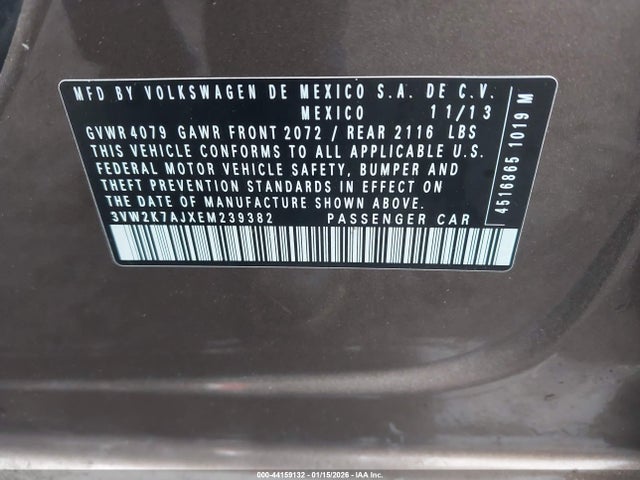 MFD BY VOLKSWAGEN DE MEXICO S.A. DE C.V.
MEXICO 11/13
GVWR 4079 GAWR FRONT 2072 / REAR 2116 LBS
THIS VEHICLE CONFORMS TO ALL APPLICABLE U.S.
FEDERAL MOTOR VEHICLE SAFETY, BUMPER AND
THEFT PREVENTION STANDARDS IN EFFECT ON
THE DATE OF MANUFACTURE SHOWN ABOVE.
3VW2K7AJXEM239382 PASSENGER CAR
4516865 1019 M
000-44159132 - 01/15/2026 - IAA Inc.